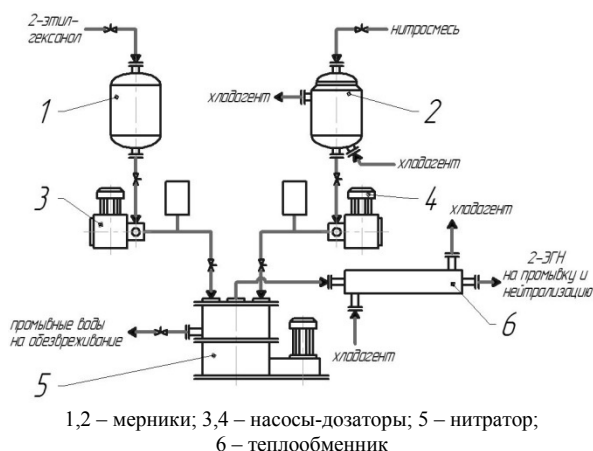 2-этил-
гексанол
нитросмесь
1
хладагент
2
хладагент
3
4
хладагент
2-ЭГН
на промывку и
нейтрализацию
промывные воды
на обезвреживание
6
хладагент
5
1,2 – мерники; 3,4 – насосы-дозаторы; 5 – нитратор;
6 – теплообменник